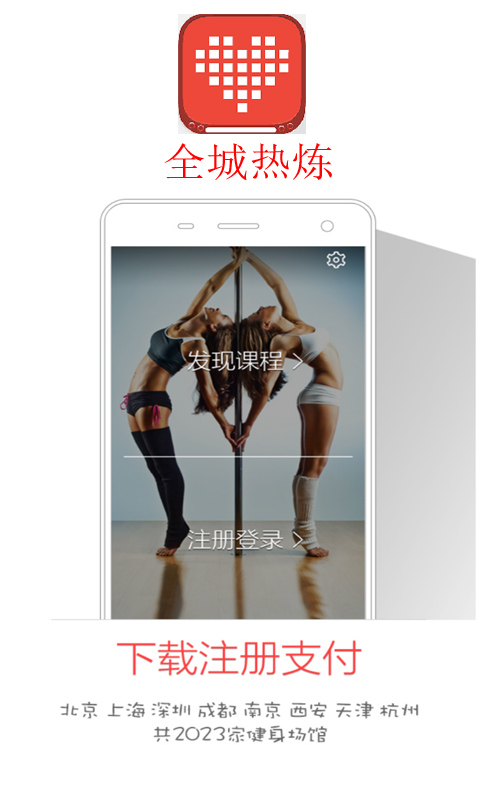 全城热炼
发现课程 >
注册登录 >
下载注册支付
北京 上海 深圳 成都 南京 西安 天津 杭州
共2023家健身场馆